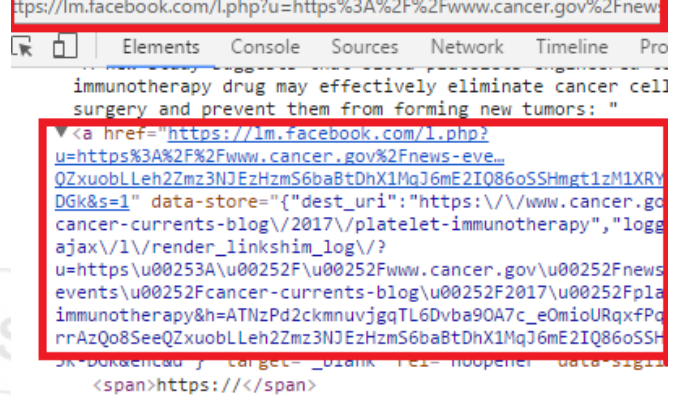 ttps://lm.facebook.com/l.php?u=https%3A%2F%2Fwww.cancer.gov%2Fnews
Elements Console Sources Network Timeline Pro
immunotherapy drug may effectively eliminate cancer cell
surgery and prevent them from forming new tumors: "
▼<a href="https://lm.facebook.com/l.php?
u=https%3A%2F%2Fwww.cancer.gov%2Fnews-eve…
QZxuobLLeh2Zmz3NJEzHzmS6baBtDhX1MqJ6mE2IQ86oSSHmgt1zM1XRY
DGk&s=1" data-store="{"dest_uri":"https:\/\/www.cancer.go
cancer-currents-blog\/2017\/platelet-immunotherapy","logg
ajax\/l\/render_linkshim_log\/?
u=https\u00253A\u00252F\u00252Fwww.cancer.gov\u00252Fnews
events\u00252Fcancer-currents-blog\u00252F2017\u00252Fpla
immunotherapy&h=ATNzPd2ckmnuvjgqTL6Dvba9OA7c_eOmioURqxfPq
rrAzQo8SeeQZxuobLLeh2Zmz3NJEzHzmS6baBtDhX1MqJ6mE2IQ86oSSH
<span>https://</span>